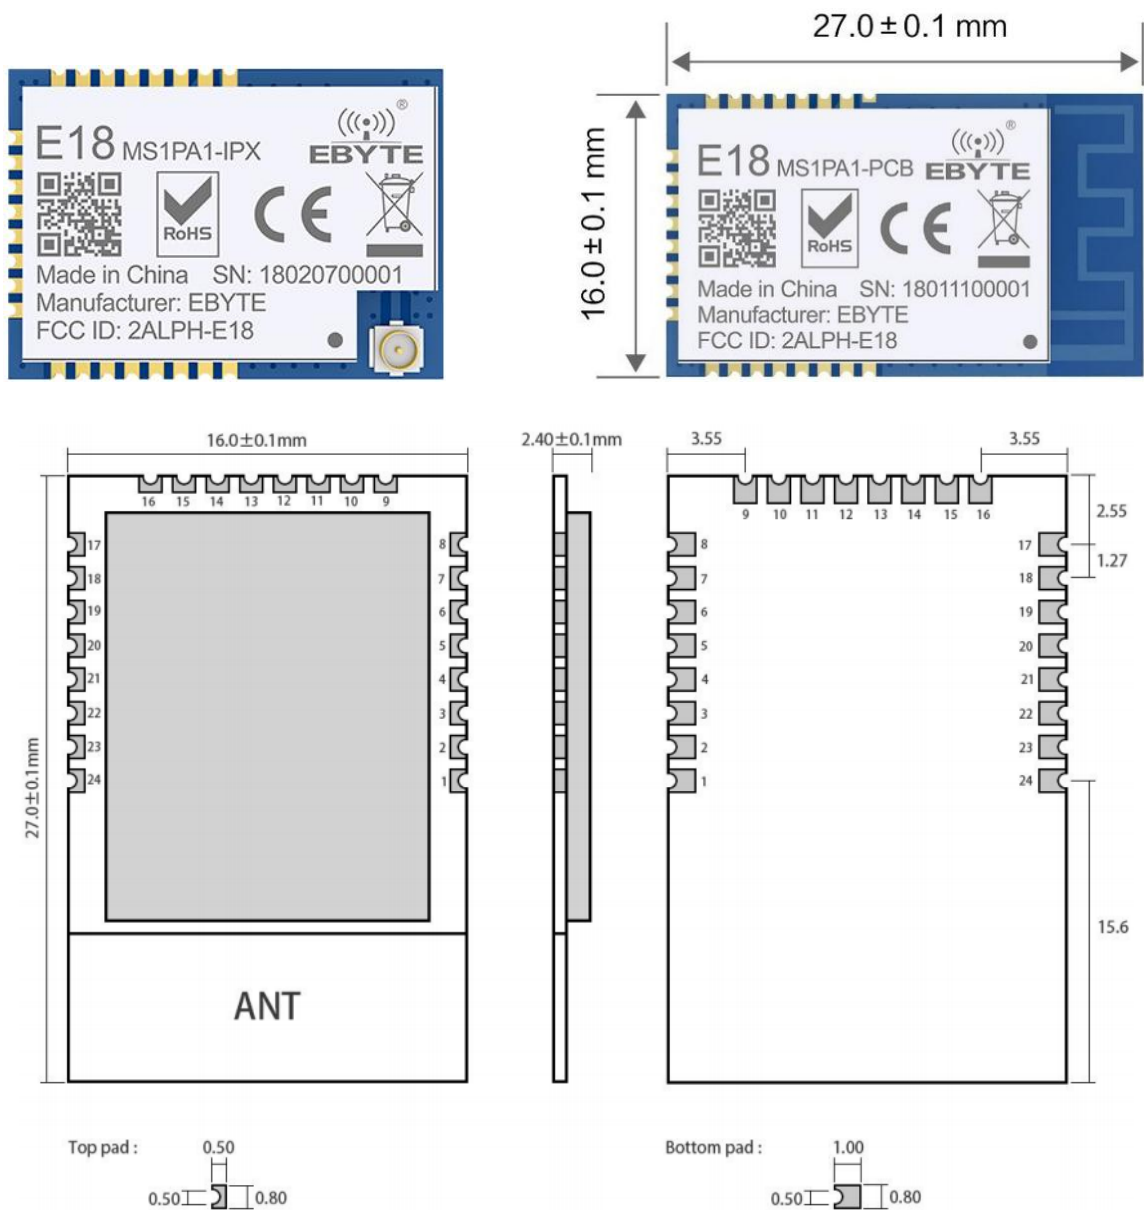 27.0 ± 0.1 mm
E18 MS1PA1-IPX
EBYTE ®
RoHS
CE
Made in China SN: 18020700001
Manufacturer: EBYTE
FCC ID: 2ALPH-E18
16.0 ± 0.1 mm
E18 MS1PA1-PCB
EBYTE ®
RoHS
CE
Made in China SN: 18011100001
Manufacturer: EBYTE
FCC ID: 2ALPH-E18
16.0±0.1mm
16 15 14 13 12 11 10 9
17 8
18 7
19 6
20 5
21 4
22 3
23 2
24 1
27.0±0.1mm
ANT
2.40±0.1mm
3.55 3.55
9 10 11 12 13 14 15 16
2.55
1.27
8 17
7 18
6 19
5 20
4 21
3 22
2 23
1 24
15.6
Top pad : 0.50
0.50 0.80
Bottom pad : 1.00
0.50 0.80